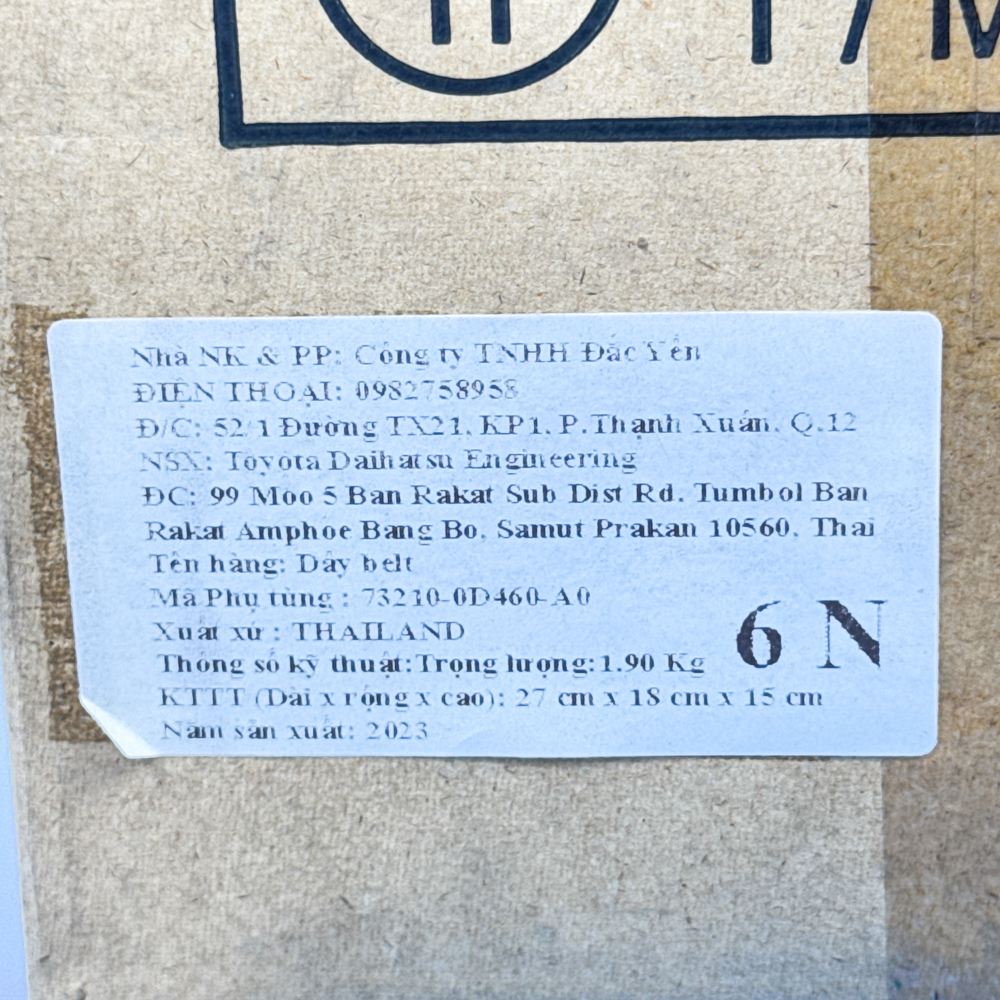 Nhà NK & PP: Công ty TNHH Đắc Yến
ĐIỆN THOẠI: 0982758958
Đ/C: 52/1 Đường TX21, KP1, P.Thạnh Xuân, Q.12
NSX: Toyota Daihatsu Engineering
ĐC: 99 Moo 5 Ban Rakat Sub Dist Rd. Tumbol Ban
Rakat Amphoe Bang Bo, Samut Prakan 10560, Thai
Tên hàng: Dây belt
Mã Phụ tùng : 73210-0D460-A0
Xuất xứ : THAILAND
Thông số kỹ thuật:Trọng lượng:1.90 Kg
6 N
KTTT (Dài x rộng x cao): 27 cm x 18 cm x 15 cm
Năm sản xuất: 2023